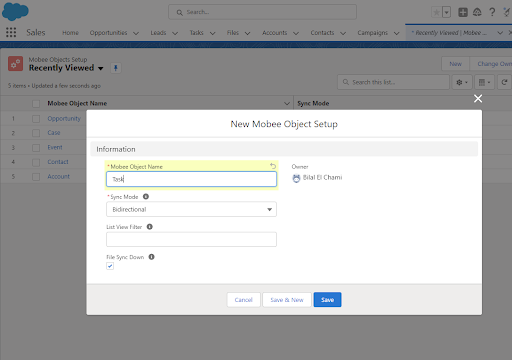 Search...
Sales
Home
Opportunities
Leads
Tasks
Files
Accounts
Contacts
Campaigns
* Recently Viewed | Mobee ...
Mobee Objects Setup
Recently Viewed
New
Change Own
5 items • Updated a few seconds ago
Search this list...
Mobee Object Name
Sync Mode
1 Opportunity
2 Case
3 Event
4 Contact
5 Account
New Mobee Object Setup
Information
* Mobee Object Name
Task
Owner
Bilal El Chami
* Sync Mode
Bidirectional
List View Filter
File Sync Down
Cancel
Save & New
Save